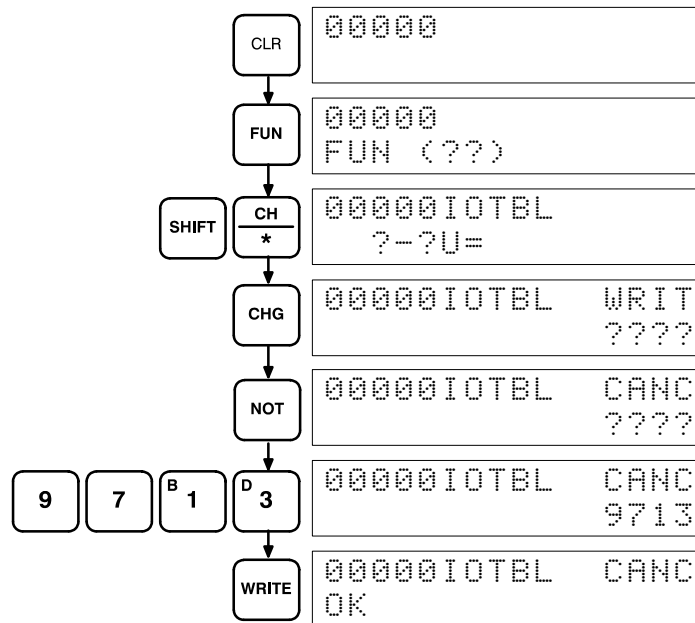 CLR
00000
FUN
00000
FUN (??)
SHIFT
CH
*
00000IOTBL
?-?U=
CHG
00000IOTBL WRIT
????
NOT
00000IOTBL CANC
????
9
7
B 1
D 3
00000IOTBL CANC
9713
WRITE
00000IOTBL CANC
OK